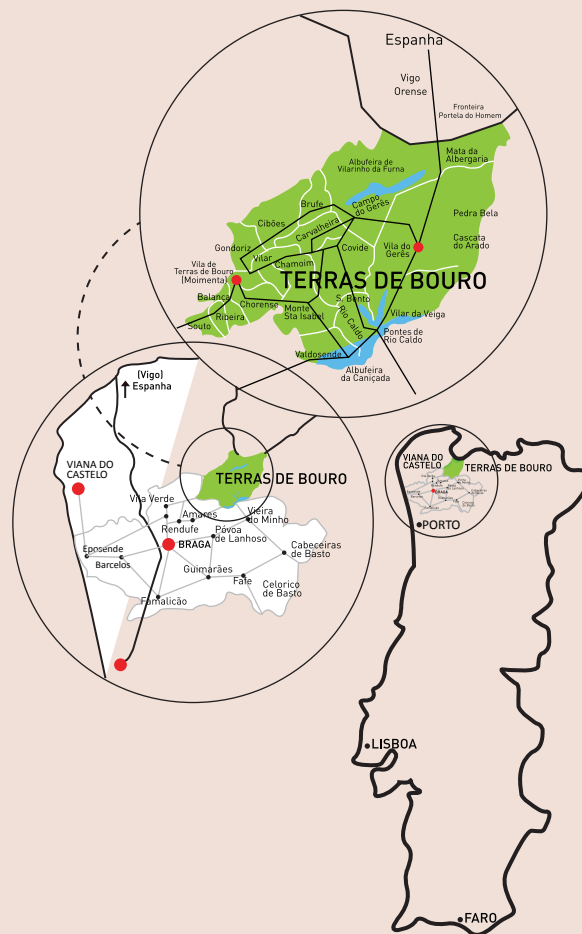 Espanha
Vigo
Orense
Fronteira
Portela do Homem
Mata da
Albergaria
Albufeira de
Vilarinho da Furna
Campo
do Gerês
Brufe
Carvalheira
Cibões
Pedra Bela
Cascata
do Arado
Gondoriz
Vilar
Covide
Vila do
Gerês
Chamoim
Vila de
Terras de Bouro
(Moimenta)
TERRAS DE BOURO
Balança
Chorense
Monte
Sta Isabel
S. Bento
Rio Caldo
Vilar da Veiga
Ribeira
Souto
Pontes de
Rio Caldo
Valdosende
Albufeira
da Caniçada
(Vigo)
Espanha
VIANA DO
CASTELO
TERRAS DE BOURO
Vila Verde
Amares
Vieira
do Minho
Rendufe
Póvoa
de Lanhoso
Eposende
BRAGA
Cabeceiras
de Basto
Barcelos
Guimarães
Fafe
Celorico
de Basto
Famalicão
VIANA DO
CASTELO
TERRAS DE BOURO
BRAGA
PORTO
LISBOA
FARO